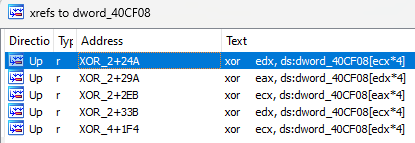 xrefs to dword_40CF08
Directio Ty Address Text
Up r XOR_2+24A xor edx, ds:dword_40CF08[ecx*4]
Up r XOR_2+29A xor eax, ds:dword_40CF08[edx*4]
Up r XOR_2+2EB xor ecx, ds:dword_40CF08[eax*4]
Up r XOR_2+33B xor edx, ds:dword_40CF08[ecx*4]
Up r XOR_4+1F4 xor ecx, ds:dword_40CF08[edx*4]